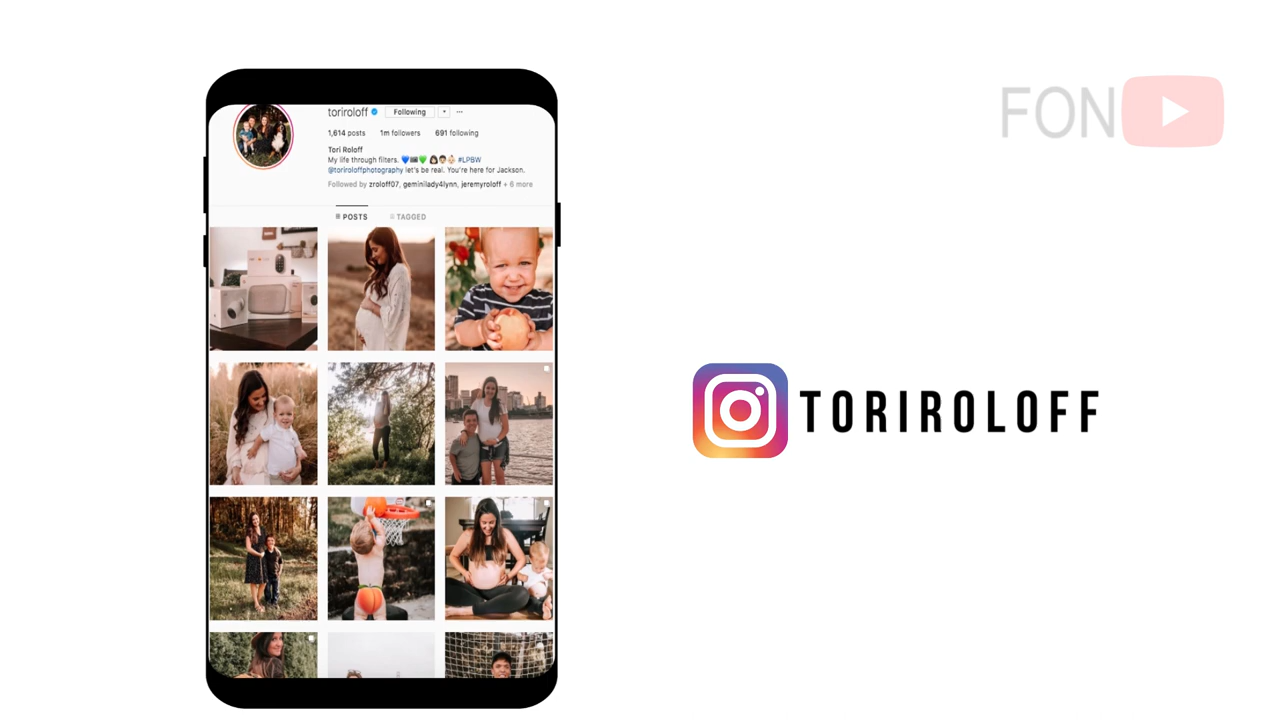 FON
toriroloff Following ...
1,614 posts 1m followers 691 following
Tori Roloff
My life through filters. 💙📷💚 👩🏻👦🏻👶🏻 #LPBW
@toriroloffphotography let's be real. You're here for Jackson.
Followed by zroloff07, geminilady4lynn, jeremyroloff + 6 more
POSTS TAGGED
TORIROLOFF